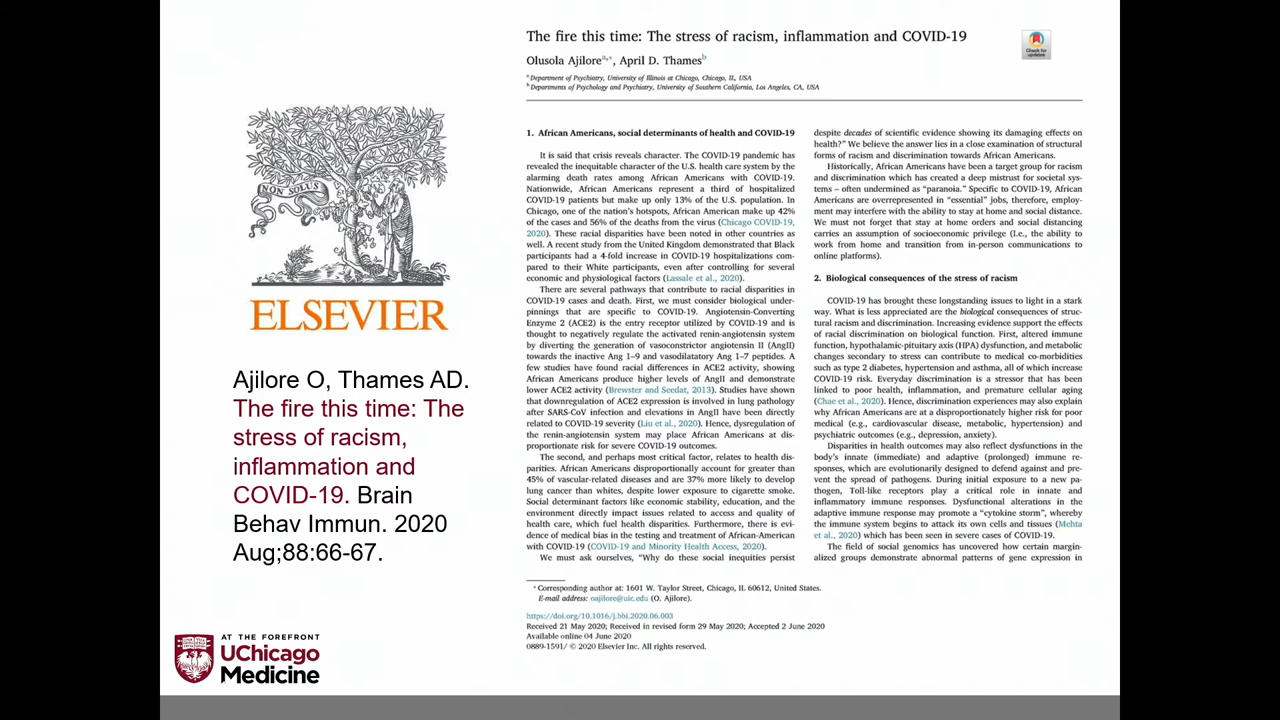 NON SOLUS
ELSEVIER
Ajilore O, Thames AD.
The fire this time: The
stress of racism,
inflammation and
COVID-19. Brain
Behav Immun. 2020
Aug;88:66-67.
AT THE FOREFRONT
UChicago
Medicine
The fire this time: The stress of racism, inflammation and COVID-19
Check for
updates
Olusola Ajilorea,*, April D. Thamesb
a Department of Psychiatry, University of Illinois at Chicago, Chicago, IL, USA
b Departments of Psychology and Psychiatry, University of Southern California, Los Angeles, CA, USA
1. African Americans, social determinants of health and COVID-19
It is said that crisis reveals character. The COVID-19 pandemic has
revealed the inequitable character of the U.S. health care system by the
alarming death rates among African Americans with COVID-19.
Nationwide, African Americans represent a third of hospitalized
COVID-19 patients but make up only 13% of the U.S. population. In
Chicago, one of the nation's hotspots, African American make up 42%
of the cases and 56% of the deaths from the virus (Chicago COVID-19,
2020). These racial disparities have been noted in other countries as
well. A recent study from the United Kingdom demonstrated that Black
participants had a 4-fold increase in COVID-19 hospitalizations com-
pared to their White participants, even after controlling for several
economic and physiological factors (Lassale et al., 2020).
There are several pathways that contribute to racial disparities in
COVID-19 cases and death. First, we must consider biological under-
pinnings that are specific to COVID-19. Angiotensin-Converting
Enzyme 2 (ACE2) is the entry receptor utilized by COVID-19 and is
thought to negatively regulate the activated renin-angiotensin system
by diverting the generation of vasoconstrictor angiotensin II (AngII)
towards the inactive Ang 1–9 and vasodilatatory Ang 1–7 peptides. A
few studies have found racial differences in ACE2 activity, showing
African Americans produce higher levels of AngII and demonstrate
lower ACE2 activity (Brewster and Seedat, 2013). Studies have shown
that downregulation of ACE2 expression is involved in lung pathology
after SARS-CoV infection and elevations in AngII have been directly
related to COVID-19 severity (Liu et al., 2020). Hence, dysregulation of
the renin-angiotensin system may place African Americans at dis-
proportionate risk for severe COVID-19 outcomes.
The second, and perhaps most critical factor, relates to health dis-
parities. African Americans disproportionally account for greater than
45% of vascular-related diseases and are 37% more likely to develop
lung cancer than whites, despite lower exposure to cigarette smoke.
Social determinant factors like economic stability, education, and the
environment directly impact issues related to access and quality of
health care, which fuel health disparities. Furthermore, there is evi-
dence of medical bias in the testing and treatment of African-American
with COVID-19 (COVID-19 and Minority Health Access, 2020).
We must ask ourselves, “Why do these social inequities persist
despite decades of scientific evidence showing its damaging effects on
health?” We believe the answer lies in a close examination of structural
forms of racism and discrimination towards African Americans.
Historically, African Americans have been a target group for racism
and discrimination which has created a deep mistrust for societal sys-
tems – often undermined as “paranoia.” Specific to COVID-19, African
Americans are overrepresented in “essential” jobs, therefore, employ-
ment may interfere with the ability to stay at home and social distance.
We must not forget that stay at home orders and social distancing
carries an assumption of socioeconomic privilege (I.e., the ability to
work from home and transition from in-person communications to
online platforms).
2. Biological consequences of the stress of racism
COVID-19 has brought these longstanding issues to light in a stark
way. What is less appreciated are the biological consequences of struc-
tural racism and discrimination. Increasing evidence support the effects
of racial discrimination on biological function. First, altered immune
function, hypothalamic-pituitary axis (HPA) dysfunction, and metabolic
changes secondary to stress can contribute to medical co-morbidities
such as type 2 diabetes, hypertension and asthma, all of which increase
COVID-19 risk. Everyday discrimination is a stressor that has been
linked to poor health, inflammation, and premature cellular aging
(Chae et al., 2020). Hence, discrimination experiences may also explain
why African Americans are at a disproportionately higher risk for poor
medical (e.g., cardiovascular disease, metabolic, hypertension) and
psychiatric outcomes (e.g., depression, anxiety).
Disparities in health outcomes may also reflect dysfunctions in the
body's innate (immediate) and adaptive (prolonged) immune re-
sponses, which are evolutionarily designed to defend against and pre-
vent the spread of pathogens. During initial exposure to a new pa-
thogen, Toll-like receptors play a critical role in innate and
inflammatory immune responses. Dysfunctional alterations in the
adaptive immune response may promote a “cytokine storm”, whereby
the immune system begins to attack its own cells and tissues (Mehta
et al., 2020) which has been seen in severe cases of COVID-19.
The field of social genomics has uncovered how certain margin-
alized groups demonstrate abnormal patterns of gene expression in
* Corresponding author at: 1601 W. Taylor Street, Chicago, IL 60612, United States.
E-mail address: oajilore@uic.edu (O. Ajilore).
https://doi.org/10.1016/j.bbi.2020.06.003
Received 21 May 2020; Received in revised form 29 May 2020; Accepted 2 June 2020
Available online 04 June 2020
0889-1591/ © 2020 Elsevier Inc. All rights reserved.